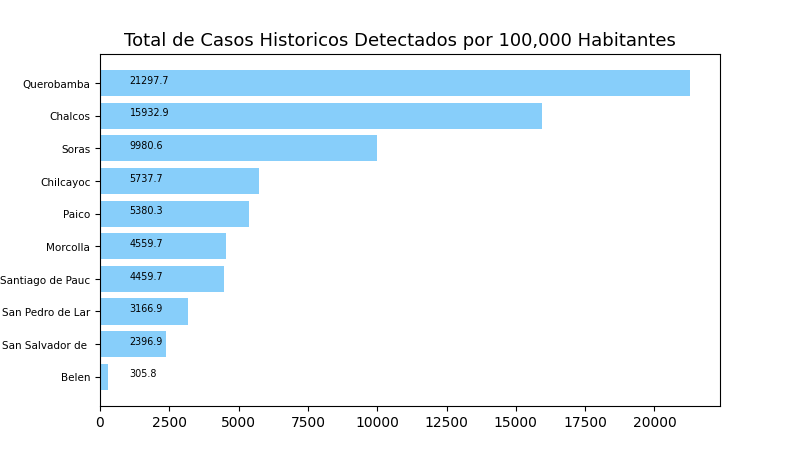 Total de Casos Historicos Detectados por 100,000 Habitantes
Querobamba 21297.7
Chalcos 15932.9
Soras 9980.6
Chilcayoc 5737.7
Paico 5380.3
Morcolla 4559.7
Santiago de Pauc 4459.7
San Pedro de Lar 3166.9
San Salvador de 2396.9
Belen 305.8
0 2500 5000 7500 10000 12500 15000 17500 20000